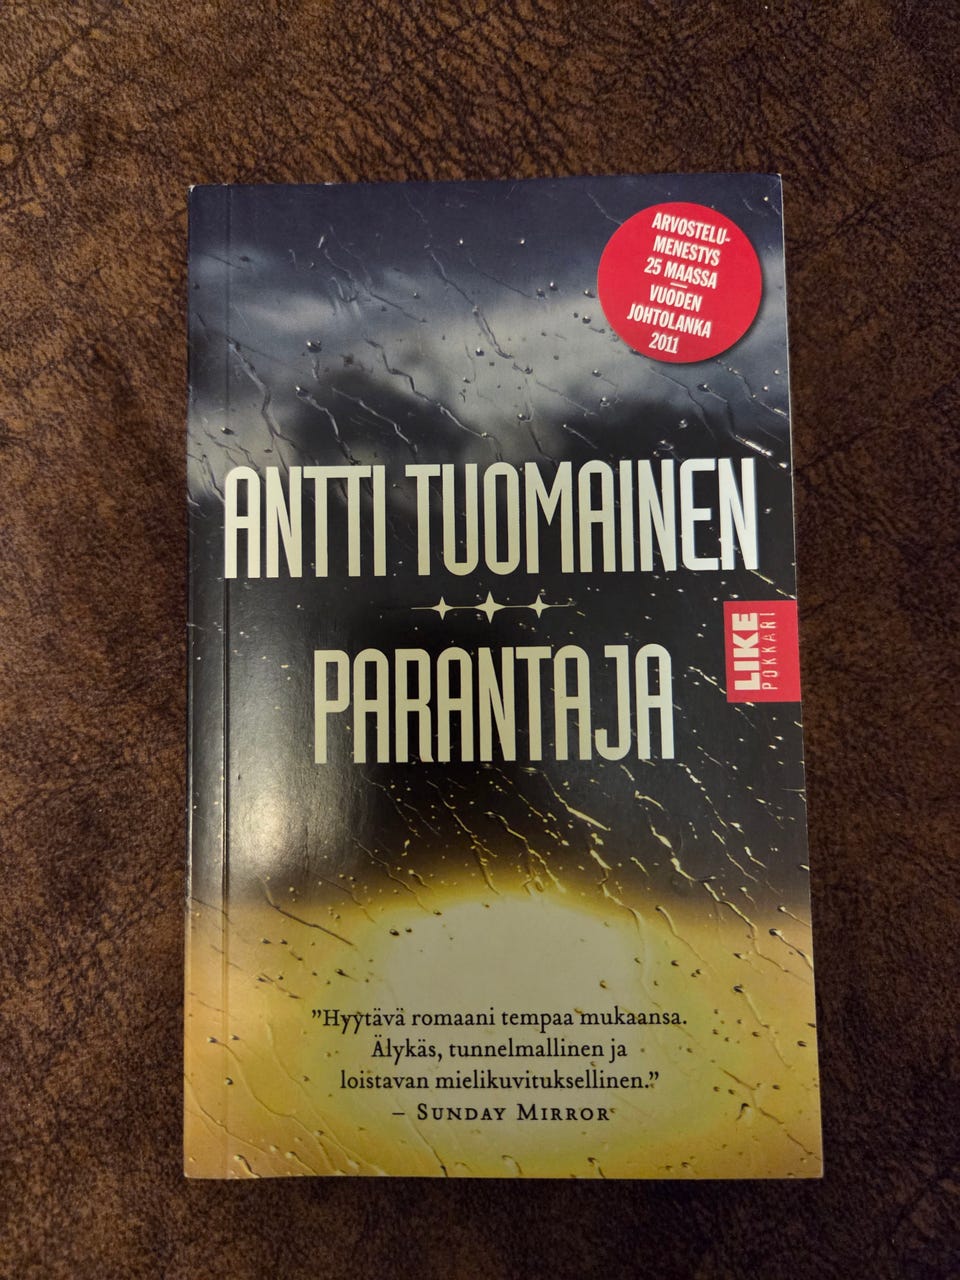 ARVOSTELU-
MENESTYS
25 MAASSA
VUODEN
JOHTOLANKA
2011
ANTTI TUOMAINEN
PARANTAJA
LIKE
POKKARI
”Hyytävä romaani tempaa mukaansa.
Älykäs, tunnelmallinen ja
loistavan mielikuvituksellinen.”
– SUNDAY MIRROR